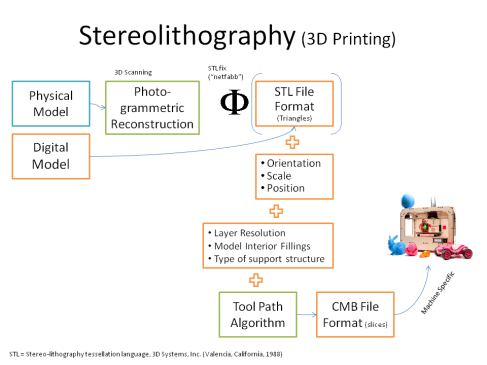 Stereolithography (3D Printing)
3D Scanning
STL fix
("netfabb")
Physical
Model
Photo-
grammetric
Reconstruction
Φ
STL File
Format
(Triangles)
Digital
Model
• Orientation
• Scale
• Position
• Layer Resolution
• Model Interior Fillings
• Type of support structure
Tool Path
Algorithm
CMB File
Format (slices)
Machine Specific
STL = Stereo-lithography tessellation language, 3D Systems, Inc. (Valencia, California, 1988)